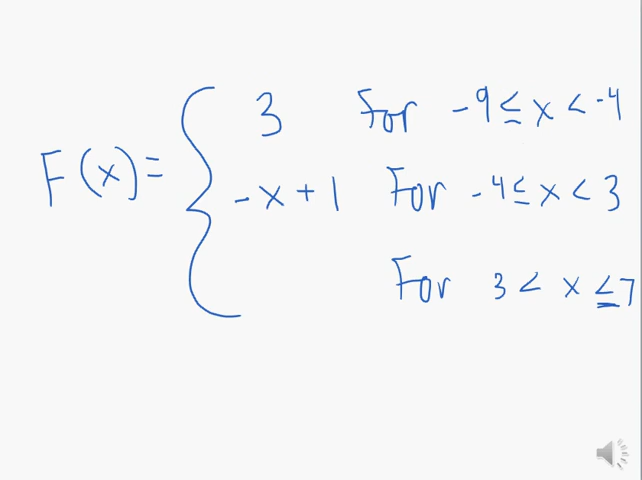 F(x)= { 3 For -9 ≤ x < -4
-x + 1 For -4 ≤ x < 3
For 3 < x ≤ 7